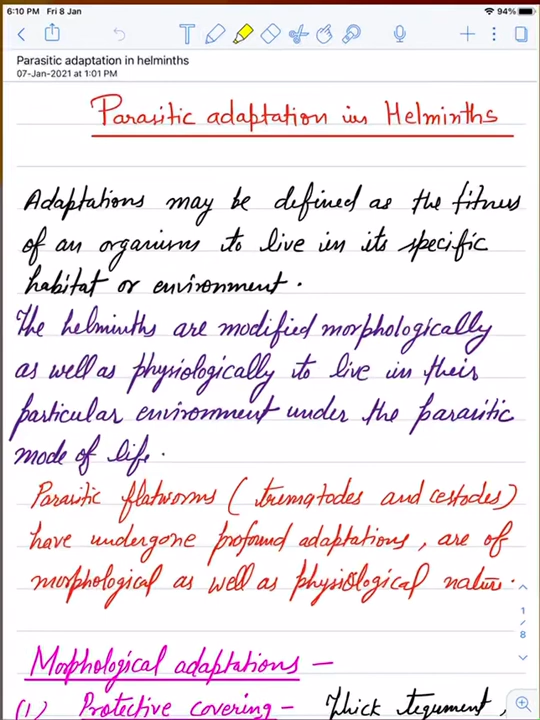 6:10 PM Fri 8 Jan
94%
Parasitic adaptation in helminths
07-Jan-2021 at 1:01 PM
Parasitic adaptation in Helminths
Adaptations may be defined as the fitness
of an organisms to live in its specific
habitat or environment.
The helminths are modified morphologically
as well as physiologically to live in their
particular environment under the parasitic
mode of life.
Parasitic flatworms (trematodes and cestodes)
have undergone profound adaptations, are of
morphological as well as physiological nature.
1
/
8
Morphological adaptations —
(1) Protective covering - Thick tegument,